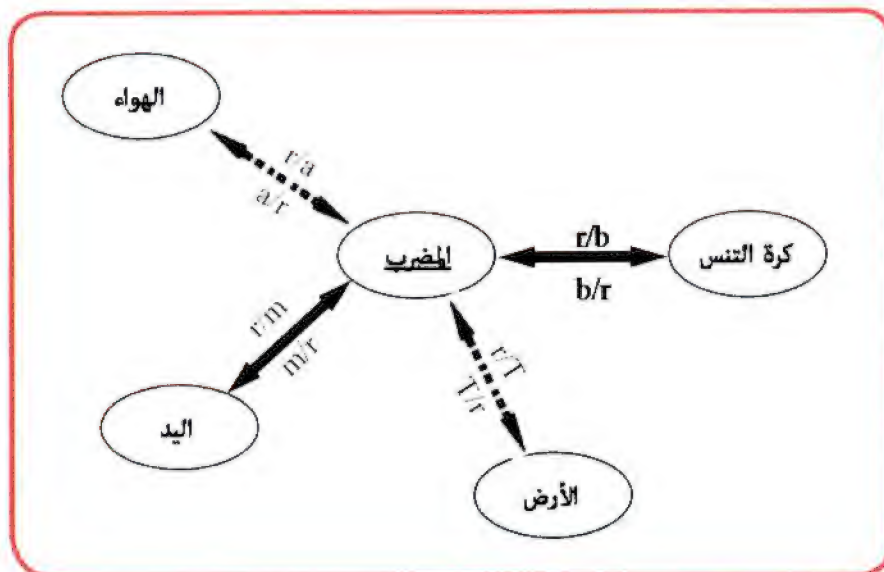 الهواء
r/a
a/r
المضرب
r/b
b/r
كرة التنس
r/m
m/r
r/T
T/r
اليد
الأرض